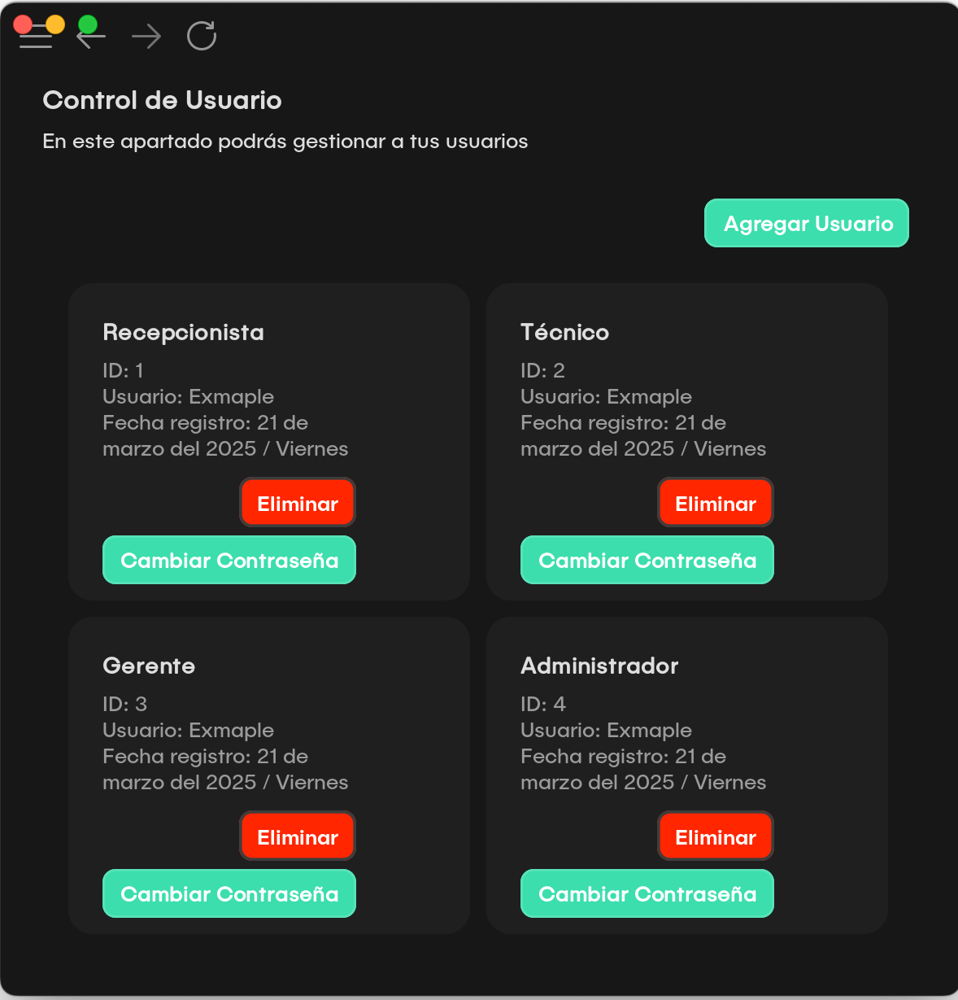 Control de Usuario
En este apartado podrás gestionar a tus usuarios
Agregar Usuario
Recepcionista
ID: 1
Usuario: Exmaple
Fecha registro: 21 de
marzo del 2025 / Viernes
Eliminar
Cambiar Contraseña
Técnico
ID: 2
Usuario: Exmaple
Fecha registro: 21 de
marzo del 2025 / Viernes
Eliminar
Cambiar Contraseña
Gerente
ID: 3
Usuario: Exmaple
Fecha registro: 21 de
marzo del 2025 / Viernes
Eliminar
Cambiar Contraseña
Administrador
ID: 4
Usuario: Exmaple
Fecha registro: 21 de
marzo del 2025 / Viernes
Eliminar
Cambiar Contraseña